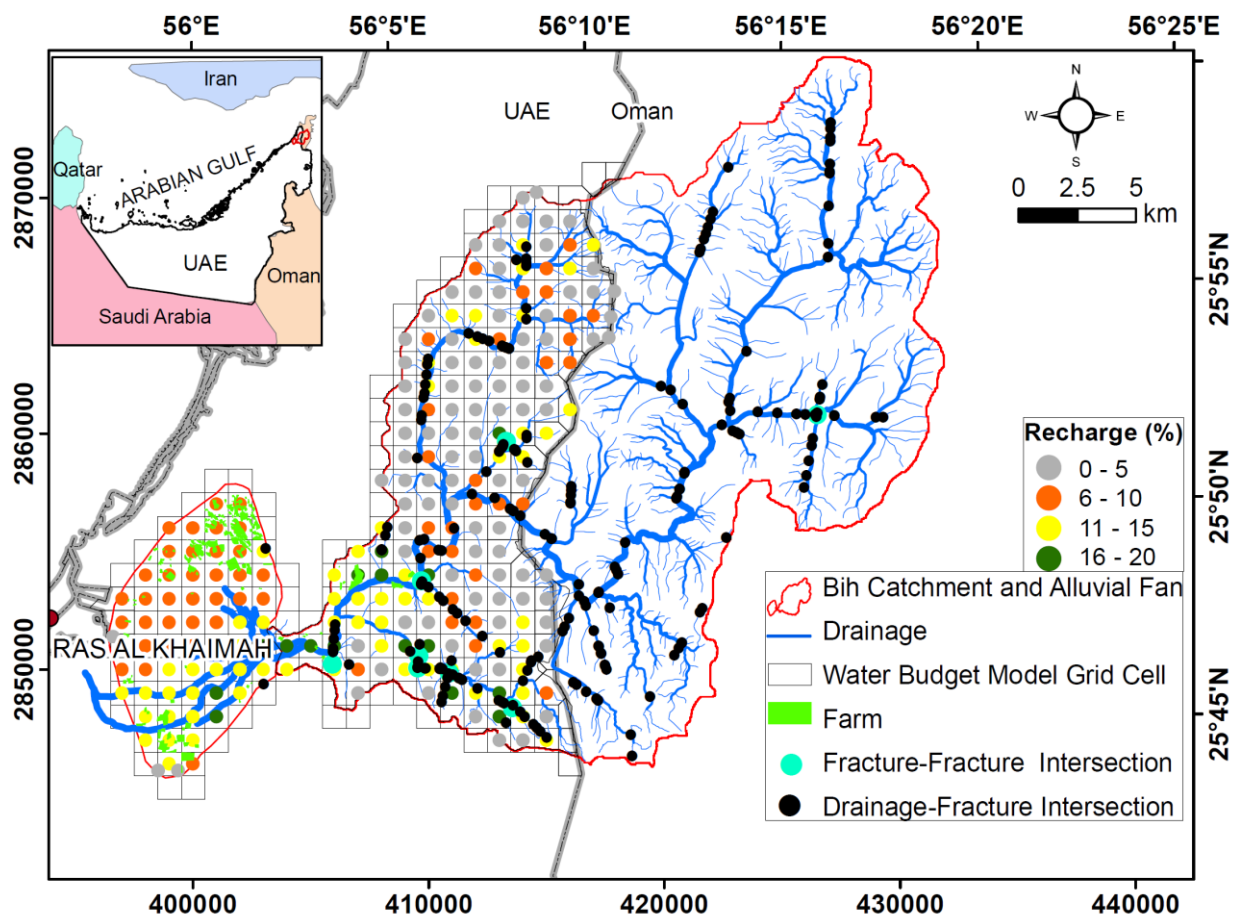 56°E 56°5'E 56°10'E 56°15'E 56°20'E 56°25'E
Iran
Qatar
ARABIAN GULF
UAE
Oman
Saudi Arabia
UAE Oman
N
W E
S
0 2.5 5
km
2870000
2860000
2850000
25°55'N
25°50'N
25°45'N
RAS AL KHAIMAH
Recharge (%)
0 - 5
6 - 10
11 - 15
16 - 20
Bih Catchment and Alluvial Fan
Drainage
Water Budget Model Grid Cell
Farm
Fracture-Fracture Intersection
Drainage-Fracture Intersection
400000 410000 420000 430000 440000